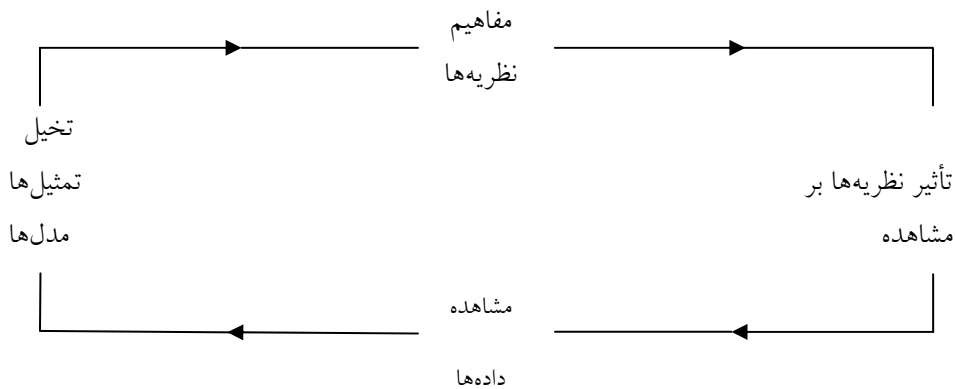 مفاهیم
نظریه‌ها
تخیل
تمثیل‌ها
مدل‌ها
تأثیر نظریه‌ها بر
مشاهده
مشاهده
داده‌ها